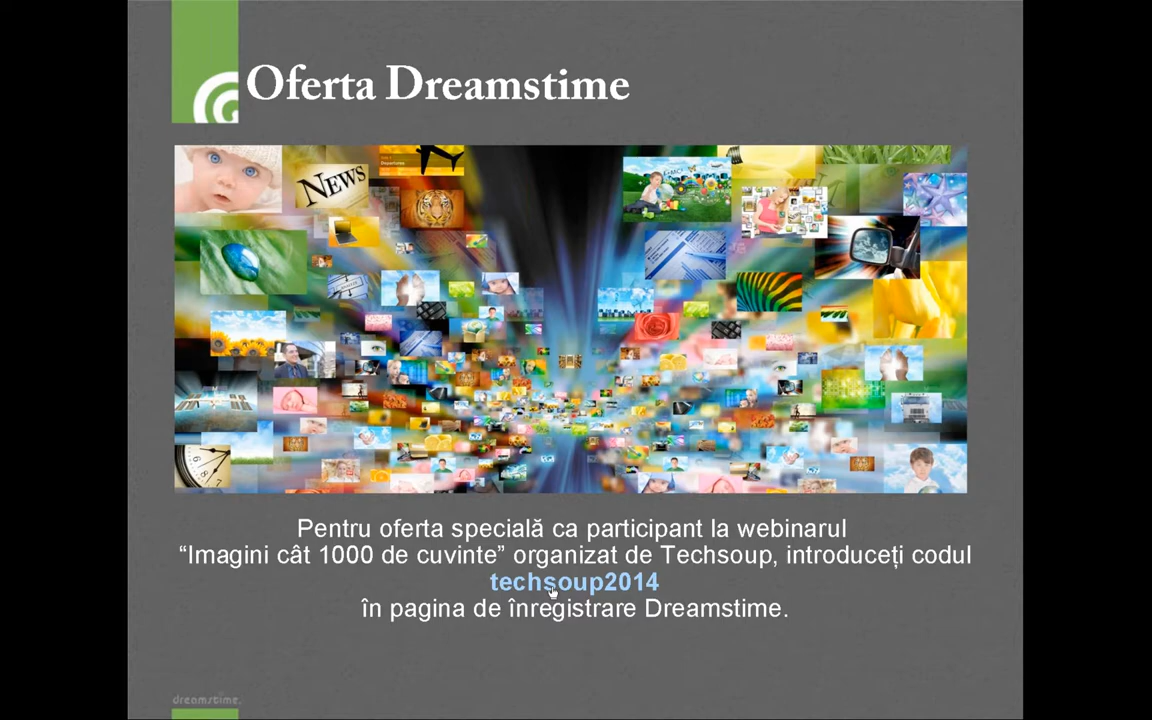 Oferta Dreamstime
NEWS
Pentru oferta specială ca participant la webinarul
“Imagini cât 1000 de cuvinte” organizat de Techsoup, introduceți codul
techsoup2014
în pagina de înregistrare Dreamstime.
dreamstime.